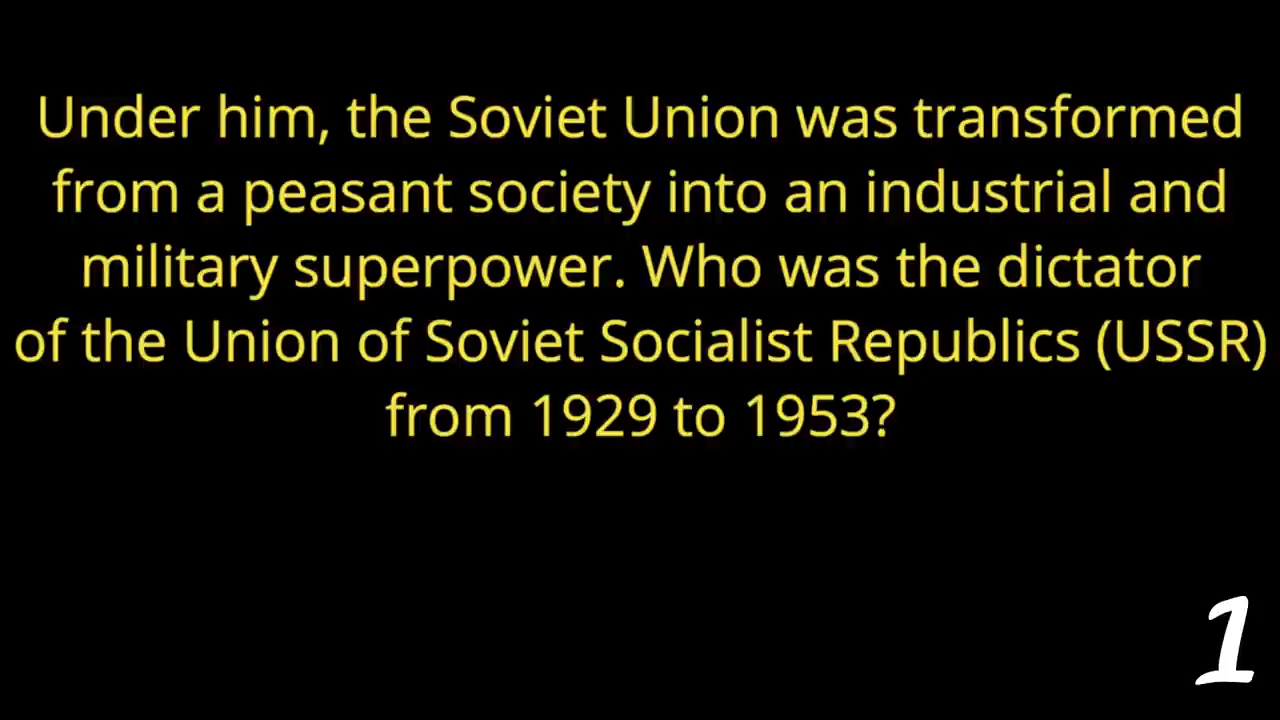 Under him, the Soviet Union was transformed
from a peasant society into an industrial and
military superpower. Who was the dictator
of the Union of Soviet Socialist Republics (USSR)
from 1929 to 1953?
1